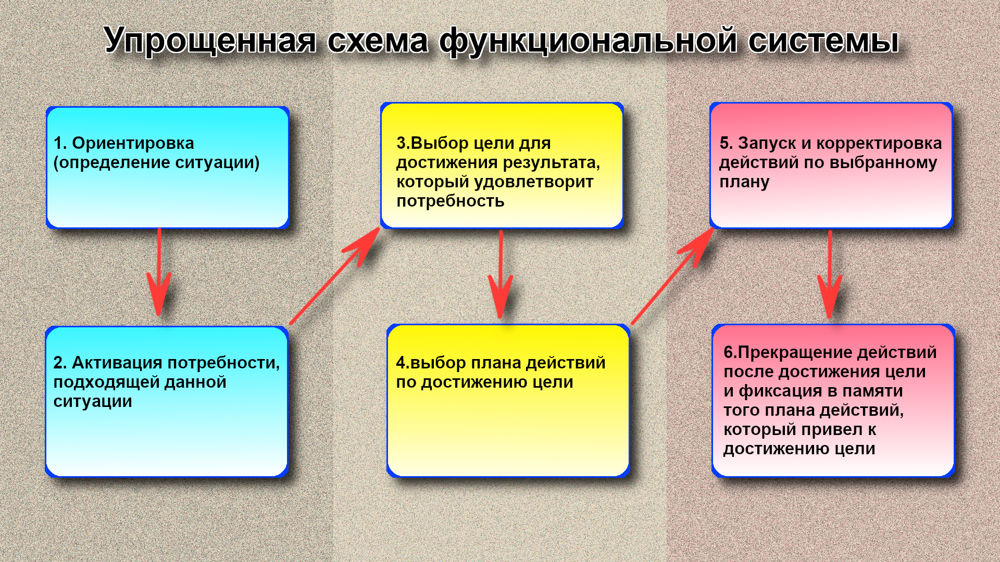 Упрощенная схема функциональной системы
1. Ориентировка
(определение ситуации)
2. Активация потребности,
подходящей данной
ситуации
3.Выбор цели для
достижения результата,
который удовлетворит
потребность
4.выбор плана действий
по достижению цели
5. Запуск и корректировка
действий по выбранному
плану
6.Прекращение действий
после достижения цели
и фиксация в памяти
того плана действий,
который привел к
достижению цели